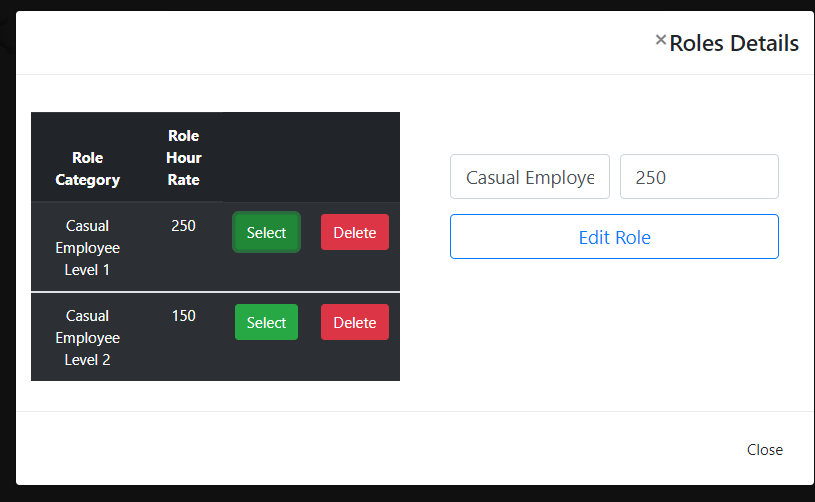 ×Roles Details
Role Category
Role Hour Rate
Casual Employee Level 1
250
Select
Delete
Casual Employee Level 2
150
Select
Delete
Casual Employe
250
Edit Role
Close